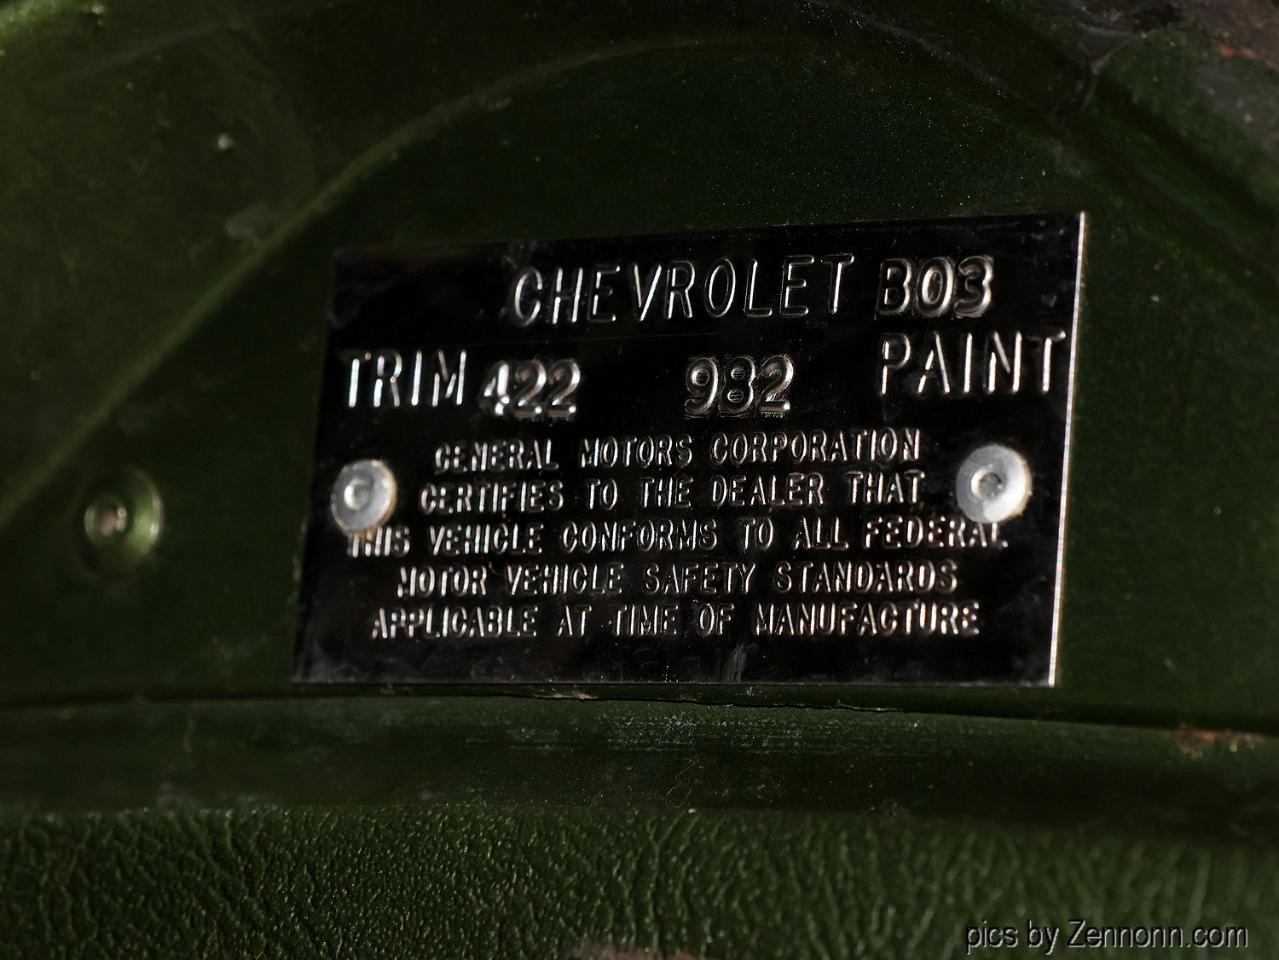 CHEVROLET B03
TRIM 422 982 PAINT
GENERAL MOTORS CORPORATION
CERTIFIES TO THE DEALER THAT
THIS VEHICLE CONFORMS TO ALL FEDERAL
MOTOR VEHICLE SAFETY STANDARDS
APPLICABLE AT TIME OF MANUFACTURE
pics by Zennonn.com